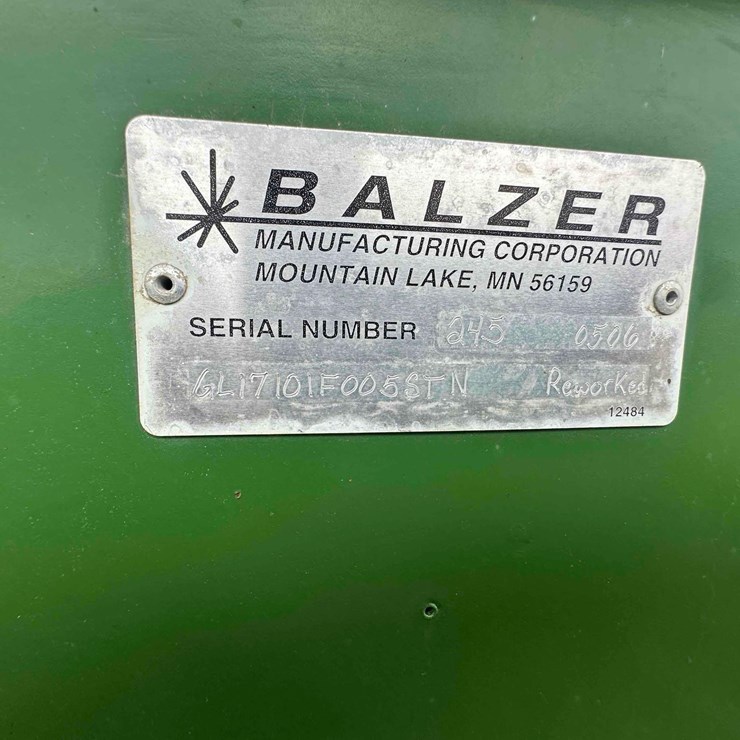 BALZER
MANUFACTURING CORPORATION
MOUNTAIN LAKE, MN 56159
SERIAL NUMBER 245 0506
GL17101F005STN Reworked
12484